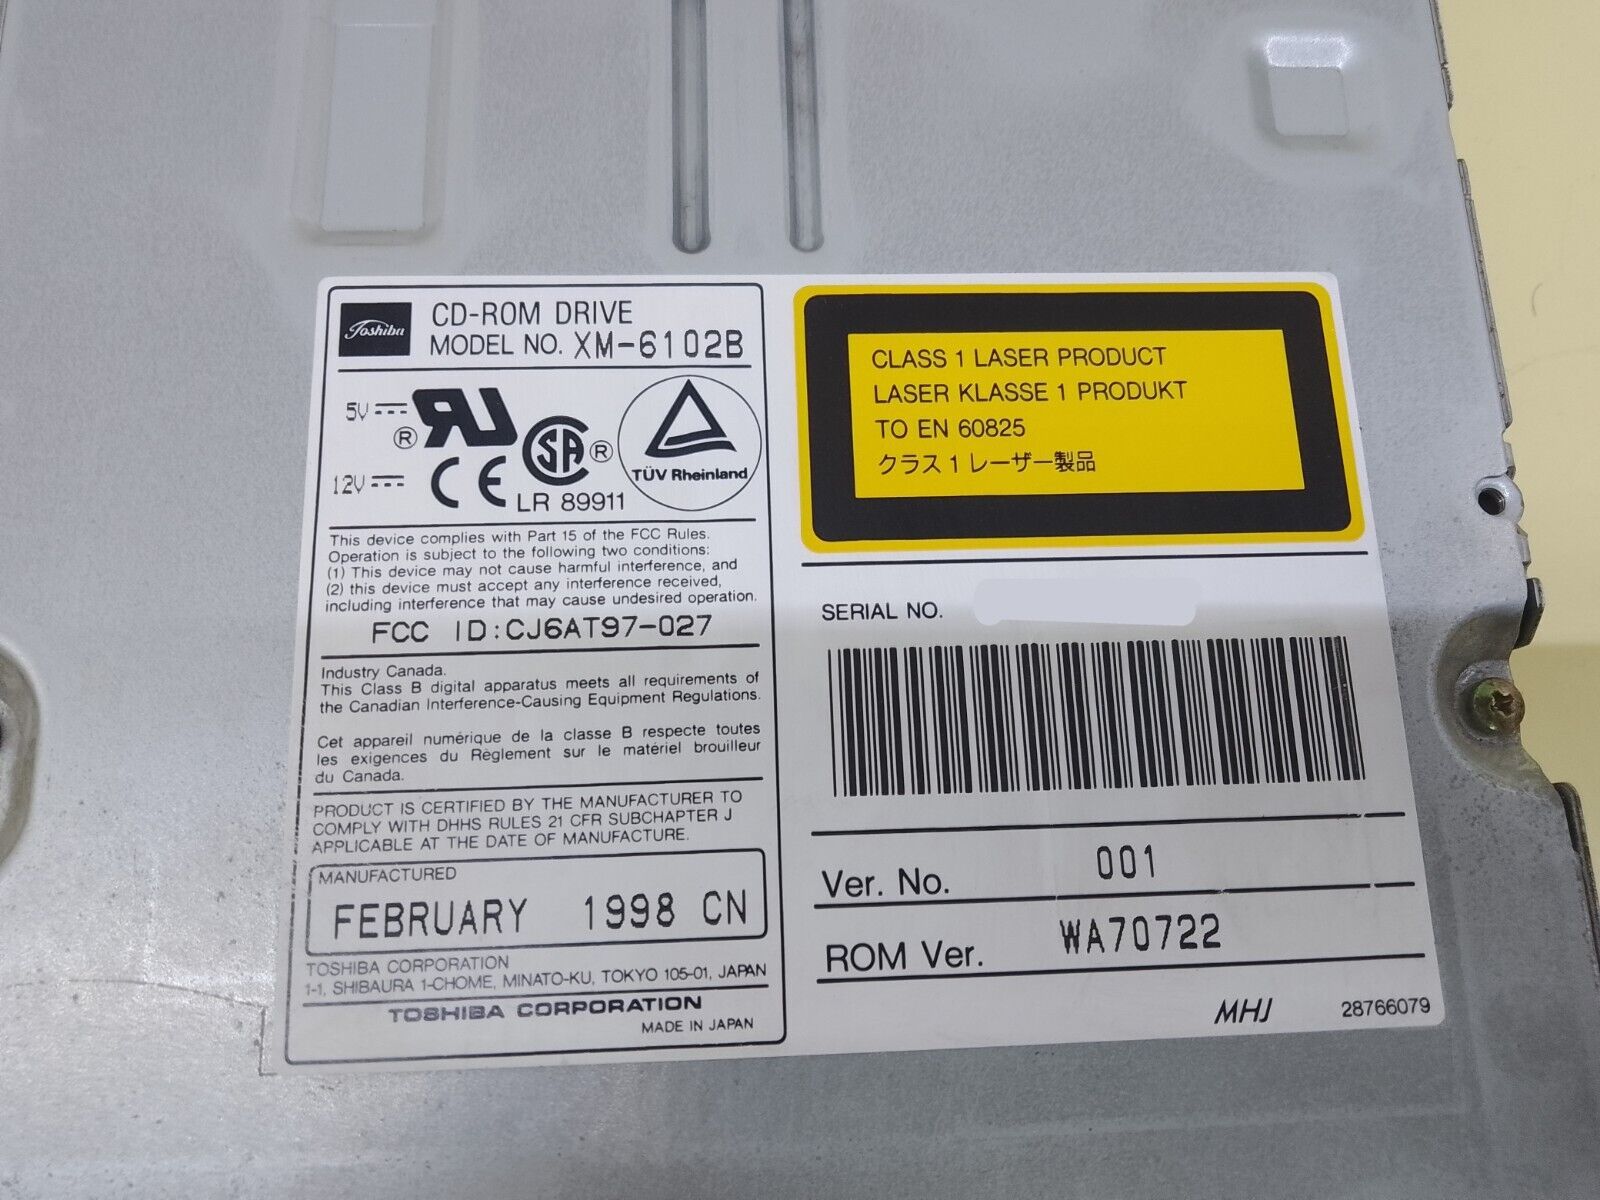 Toshiba
CD-ROM DRIVE
MODEL NO. XM-6102B
5V
12V
LR 89911
TÜV Rheinland
This device complies with Part 15 of the FCC Rules.
Operation is subject to the following two conditions:
(1) This device may not cause harmful interference, and
(2) this device must accept any interference received,
including interference that may cause undesired operation.
FCC ID:CJ6AT97-027
Industry Canada.
This Class B digital apparatus meets all requirements of
the Canadian Interference-Causing Equipment Regulations.
Cet appareil numérique de la classe B respecte toutes
les exigences du Règlement sur le matériel brouilleur
du Canada.
PRODUCT IS CERTIFIED BY THE MANUFACTURER TO
COMPLY WITH DHHS RULES 21 CFR SUBCHAPTER J
APPLICABLE AT THE DATE OF MANUFACTURE.
MANUFACTURED
FEBRUARY 1998 CN
TOSHIBA CORPORATION
1-1, SHIBAURA 1-CHOME, MINATO-KU, TOKYO 105-01, JAPAN
TOSHIBA CORPORATION
MADE IN JAPAN
CLASS 1 LASER PRODUCT
LASER KLASSE 1 PRODUKT
TO EN 60825
クラス1レーザー製品
SERIAL NO.
Ver. No. 001
ROM Ver. WA70722
MHJ 28766079